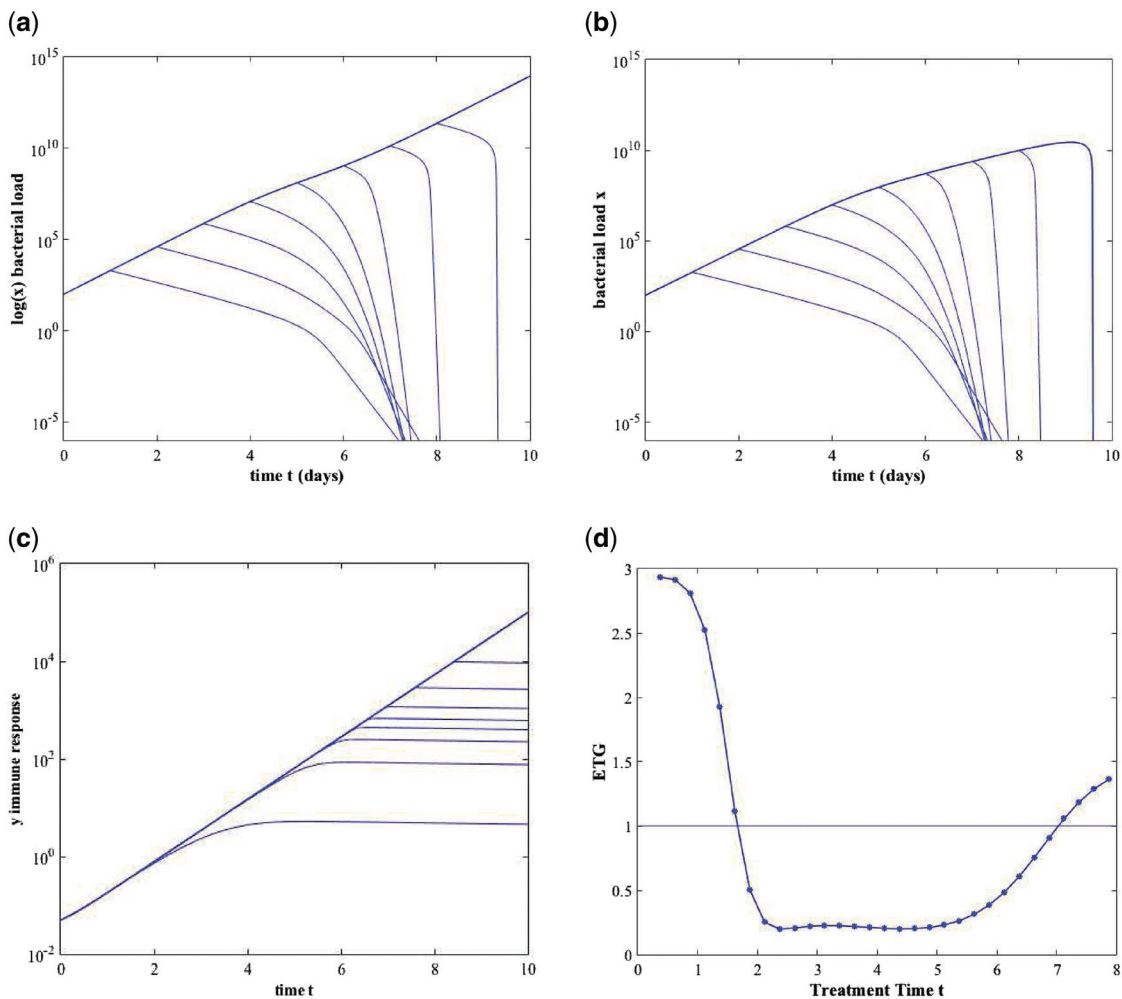 (a)
10^15
10^10
10^5
10^0
10^-5
log(x) bacterial load
0 2 4 6 8 10
time t (days)
(b)
10^15
10^10
10^5
10^0
10^-5
bacterial load x
0 2 4 6 8 10
time t (days)
(c)
10^6
10^4
10^2
10^0
10^-2
y immune response
0 2 4 6 8 10
time t
(d)
3
2.5
2
1.5
1
0.5
0
ETG
0 1 2 3 4 5 6 7 8
Treatment Time t